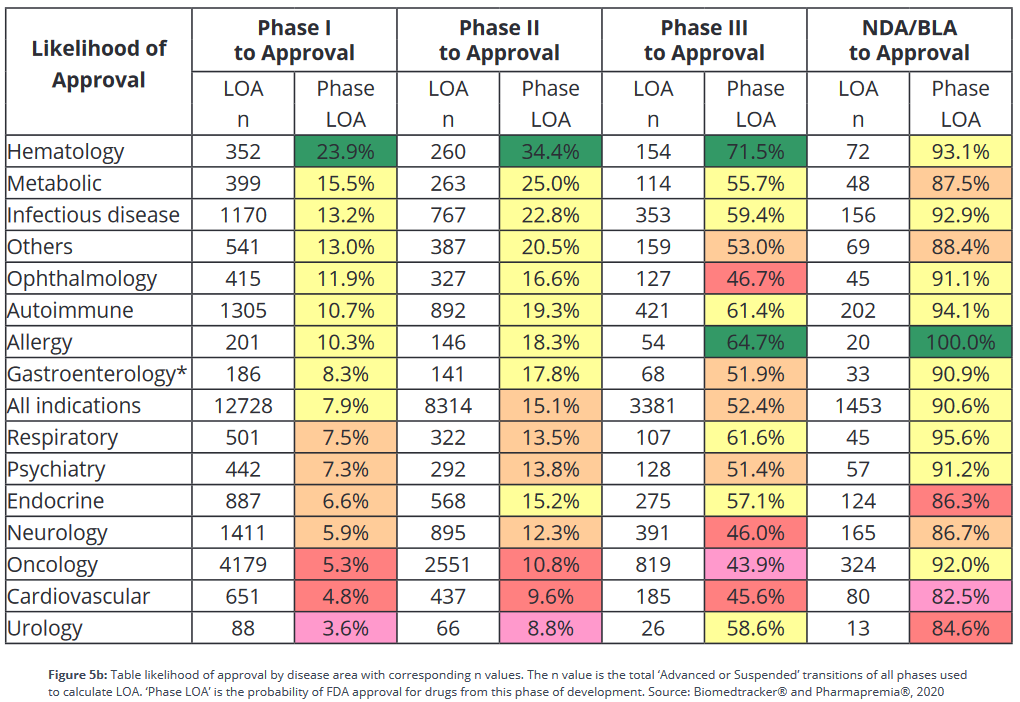 Likelihood of Approval | Phase I to Approval | Phase II to Approval | Phase III to Approval | NDA/BLA to Approval
LOA n | Phase LOA | LOA n | Phase LOA | LOA n | Phase LOA | LOA n | Phase LOA
Hematology | 352 | 23.9% | 260 | 34.4% | 154 | 71.5% | 72 | 93.1%
Metabolic | 399 | 15.5% | 263 | 25.0% | 114 | 55.7% | 48 | 87.5%
Infectious disease | 1170 | 13.2% | 767 | 22.8% | 353 | 59.4% | 156 | 92.9%
Others | 541 | 13.0% | 387 | 20.5% | 159 | 53.0% | 69 | 88.4%
Ophthalmology | 415 | 11.9% | 327 | 16.6% | 127 | 46.7% | 45 | 91.1%
Autoimmune | 1305 | 10.7% | 892 | 19.3% | 421 | 61.4% | 202 | 94.1%
Allergy | 201 | 10.3% | 146 | 18.3% | 54 | 64.7% | 20 | 100.0%
Gastroenterology* | 186 | 8.3% | 141 | 17.8% | 68 | 51.9% | 33 | 90.9%
All indications | 12728 | 7.9% | 8314 | 15.1% | 3381 | 52.4% | 1453 | 90.6%
Respiratory | 501 | 7.5% | 322 | 13.5% | 107 | 61.6% | 45 | 95.6%
Psychiatry | 442 | 7.3% | 292 | 13.8% | 128 | 51.4% | 57 | 91.2%
Endocrine | 887 | 6.6% | 568 | 15.2% | 275 | 57.1% | 124 | 86.3%
Neurology | 1411 | 5.9% | 895 | 12.3% | 391 | 46.0% | 165 | 86.7%
Oncology | 4179 | 5.3% | 2551 | 10.8% | 819 | 43.9% | 324 | 92.0%
Cardiovascular | 651 | 4.8% | 437 | 9.6% | 185 | 45.6% | 80 | 82.5%
Urology | 88 | 3.6% | 66 | 8.8% | 26 | 58.6% | 13 | 84.6%
Figure 5b: Table likelihood of approval by disease area with corresponding n values. The n value is the total ‘Advanced or Suspended’ transitions of all phases used
to calculate LOA. ‘Phase LOA’ is the probability of FDA approval for drugs from this phase of development. Source: Biomedtracker® and Pharmapremia®, 2020